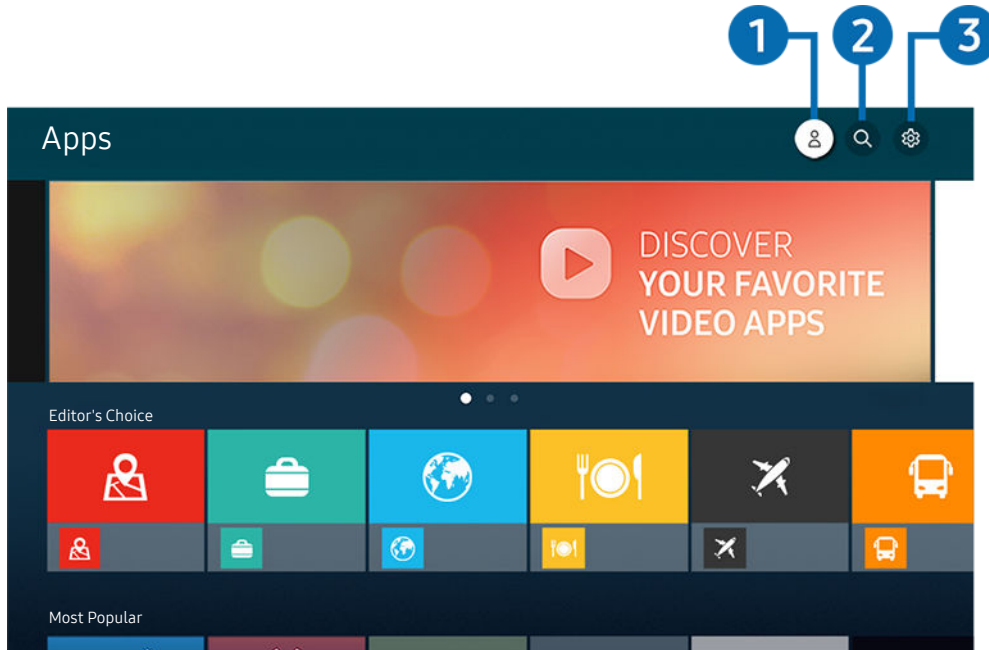 1 2 3
Apps
DISCOVER
YOUR FAVORITE
VIDEO APPS
Editor's Choice
Most Popular